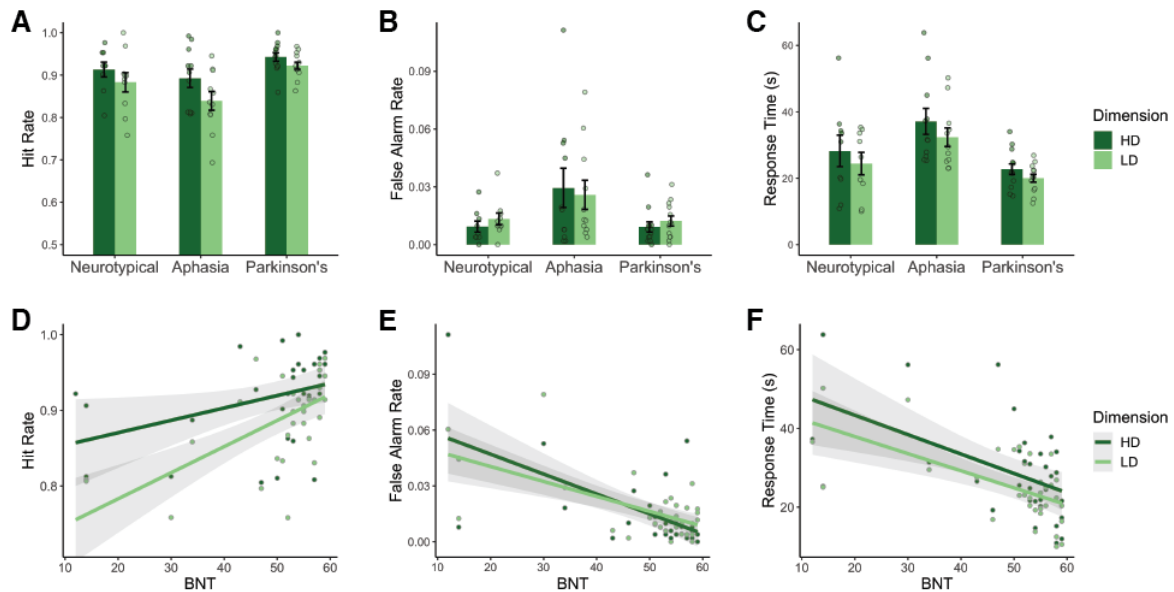 A
B
C
Hit Rate
1.0
0.9
0.8
0.7
0.6
0.5
Neurotypical Aphasia Parkinson's
False Alarm Rate
0.09
0.06
0.03
0.00
Neurotypical Aphasia Parkinson's
Response Time (s)
60
40
20
0
Neurotypical Aphasia Parkinson's
Dimension
HD
LD
D
E
F
Hit Rate
1.0
0.9
0.8
10 20 30 40 50 60
BNT
False Alarm Rate
0.09
0.06
0.03
0.00
10 20 30 40 50 60
BNT
Response Time (s)
60
40
20
10 20 30 40 50 60
BNT
Dimension
HD
LD